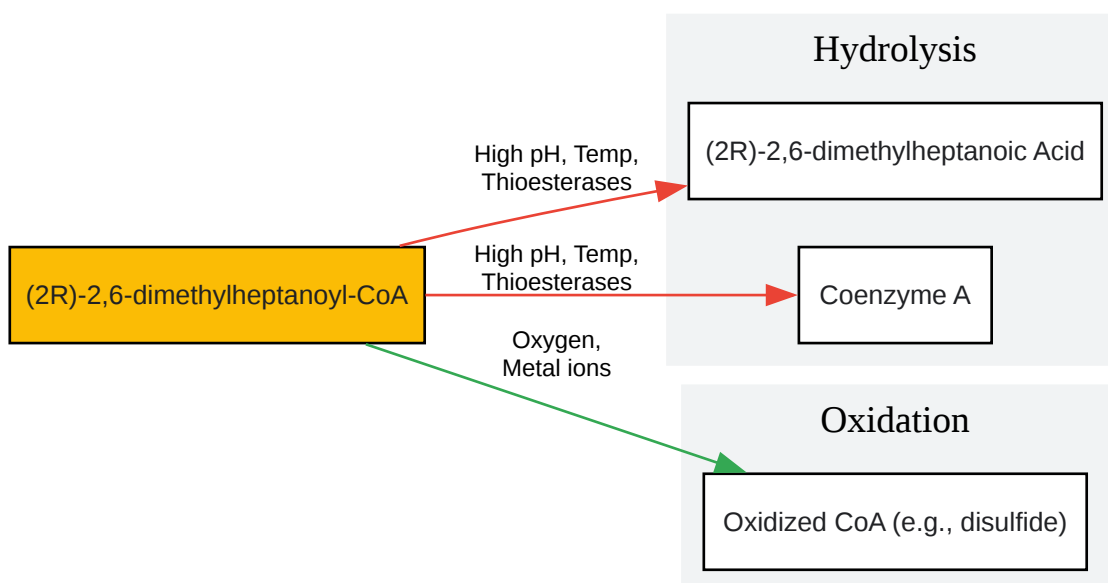 Hydrolysis
(2R)-2,6-dimethylheptanoic Acid
High pH, Temp,
Thioesterases
(2R)-2,6-dimethylheptanoyl-CoA
High pH, Temp,
Thioesterases
Coenzyme A
Oxygen,
Metal ions
Oxidation
Oxidized CoA (e.g., disulfide)